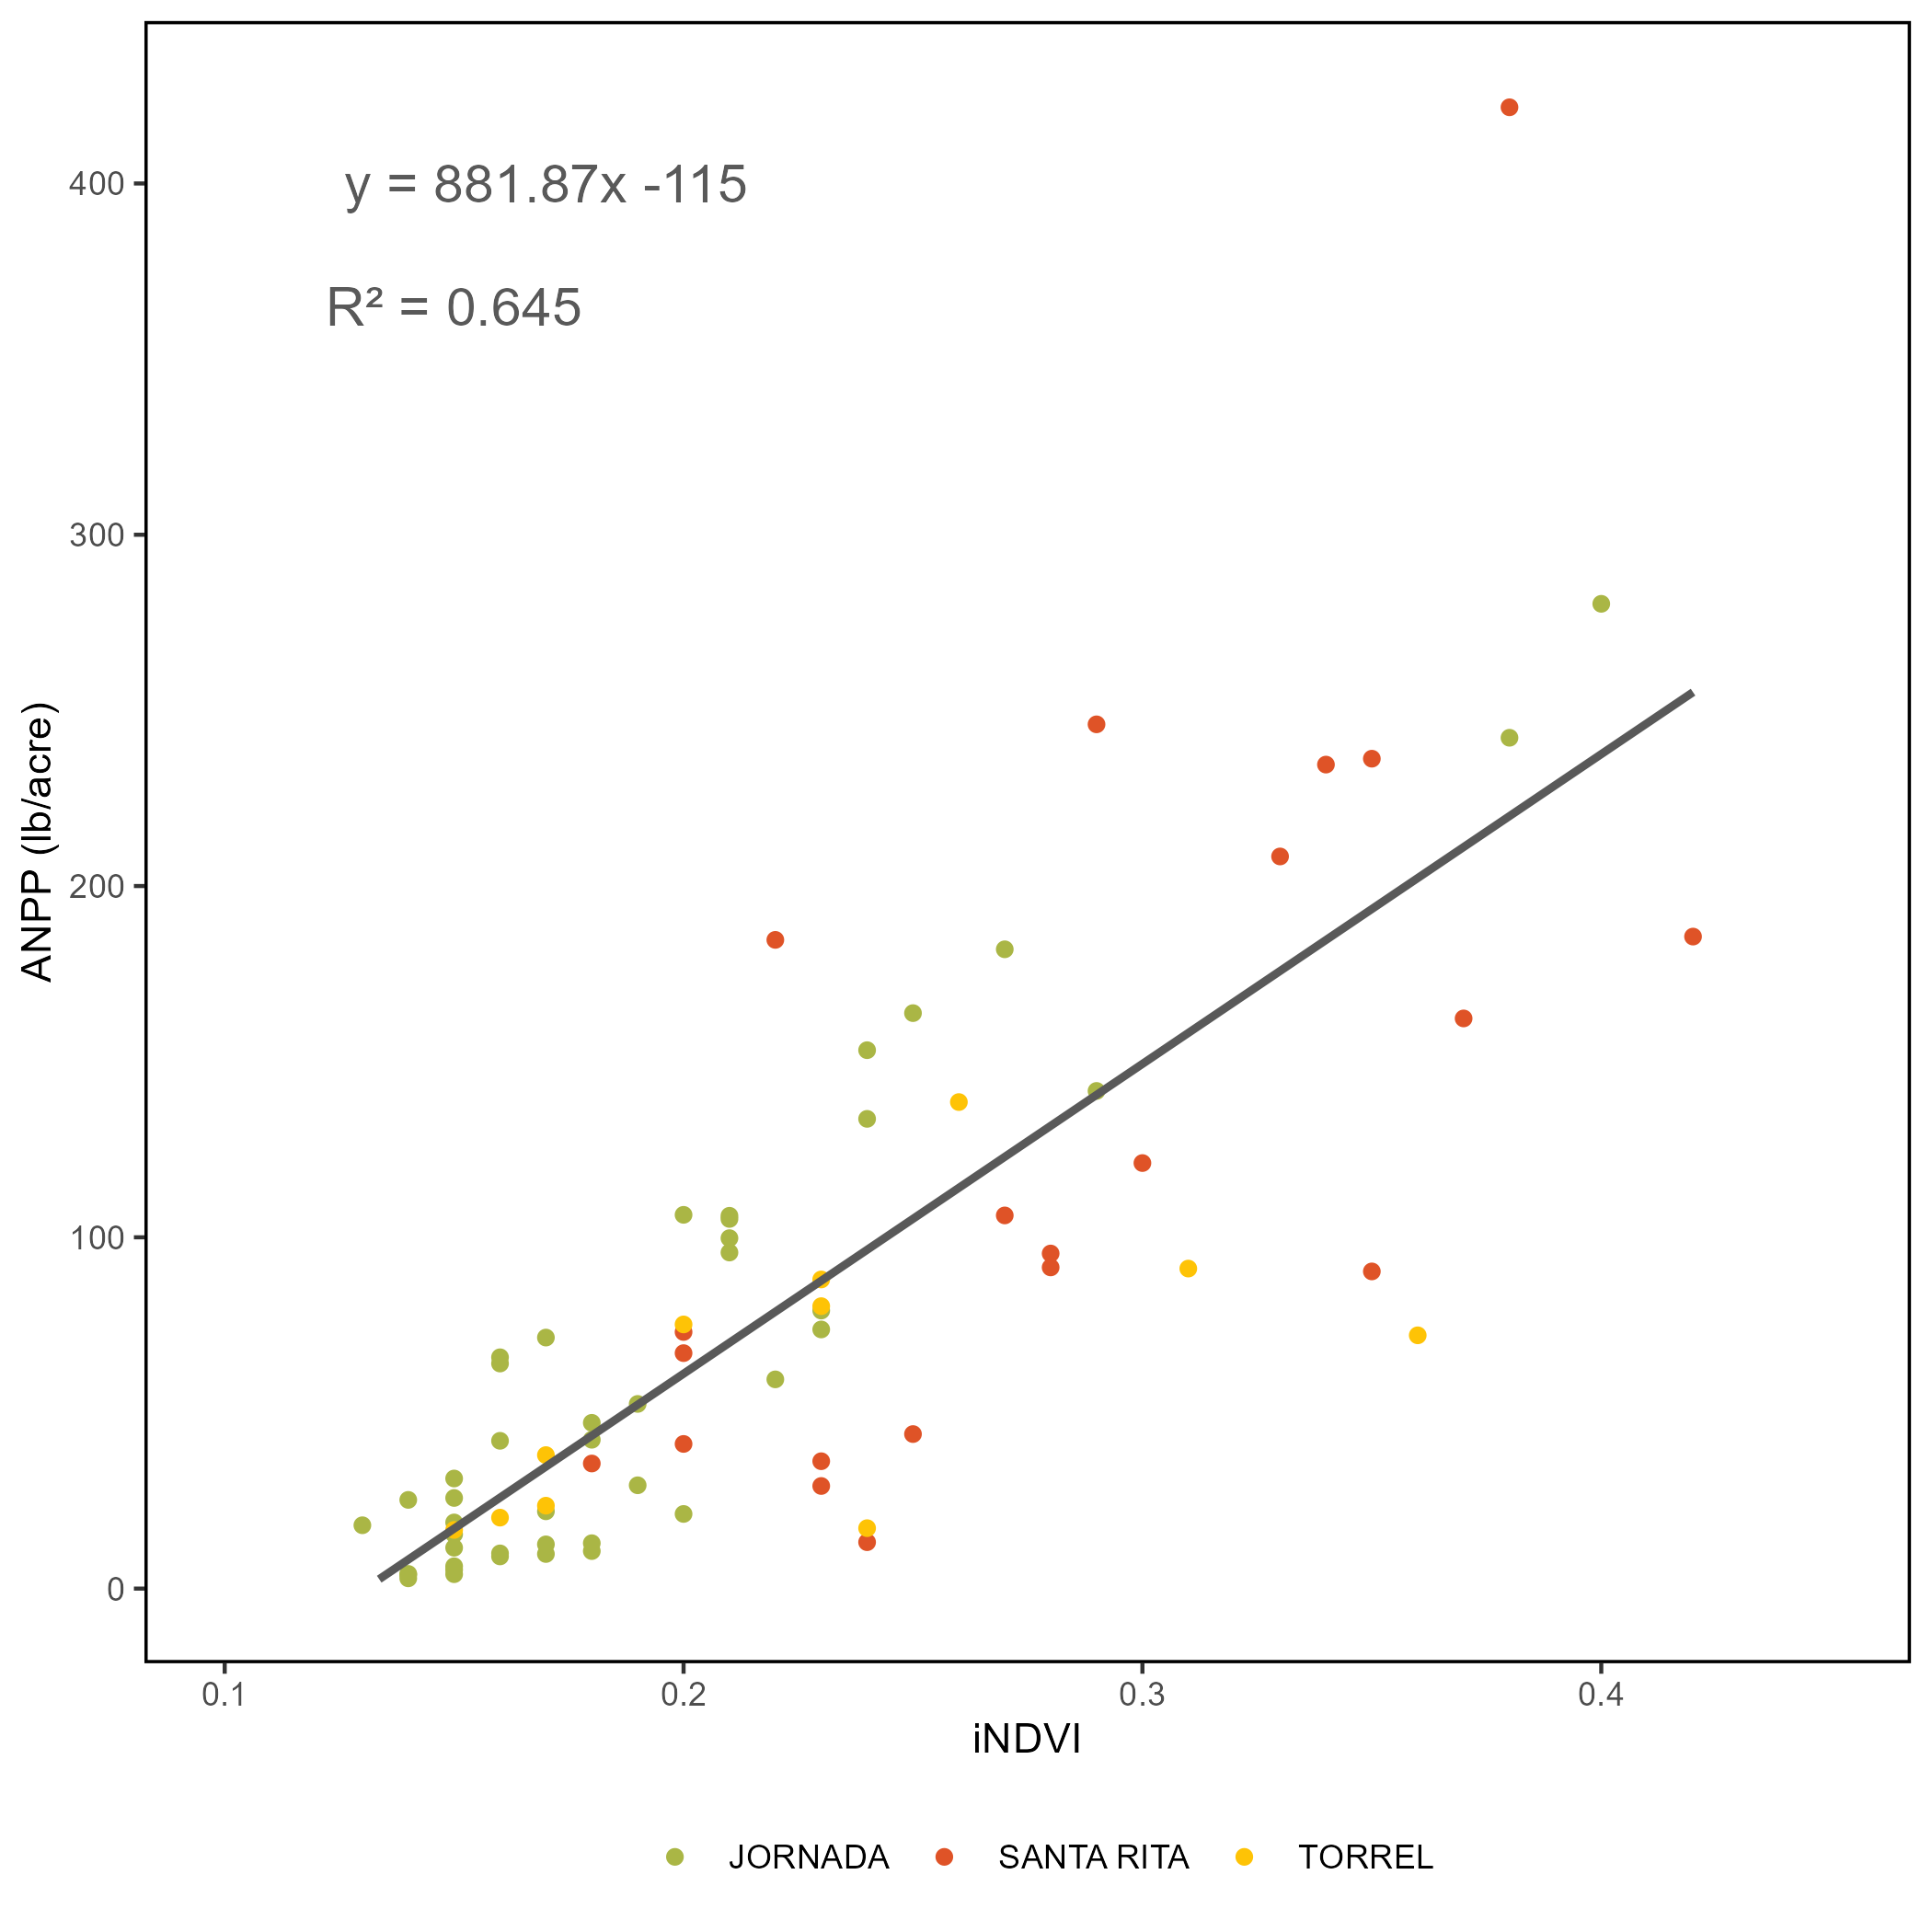 y = 881.87x -115
R² = 0.645
400
300
200
100
0
ANPP (lb/acre)
0.1 0.2 0.3 0.4
iNDVI
JORNADA SANTA RITA TORREL